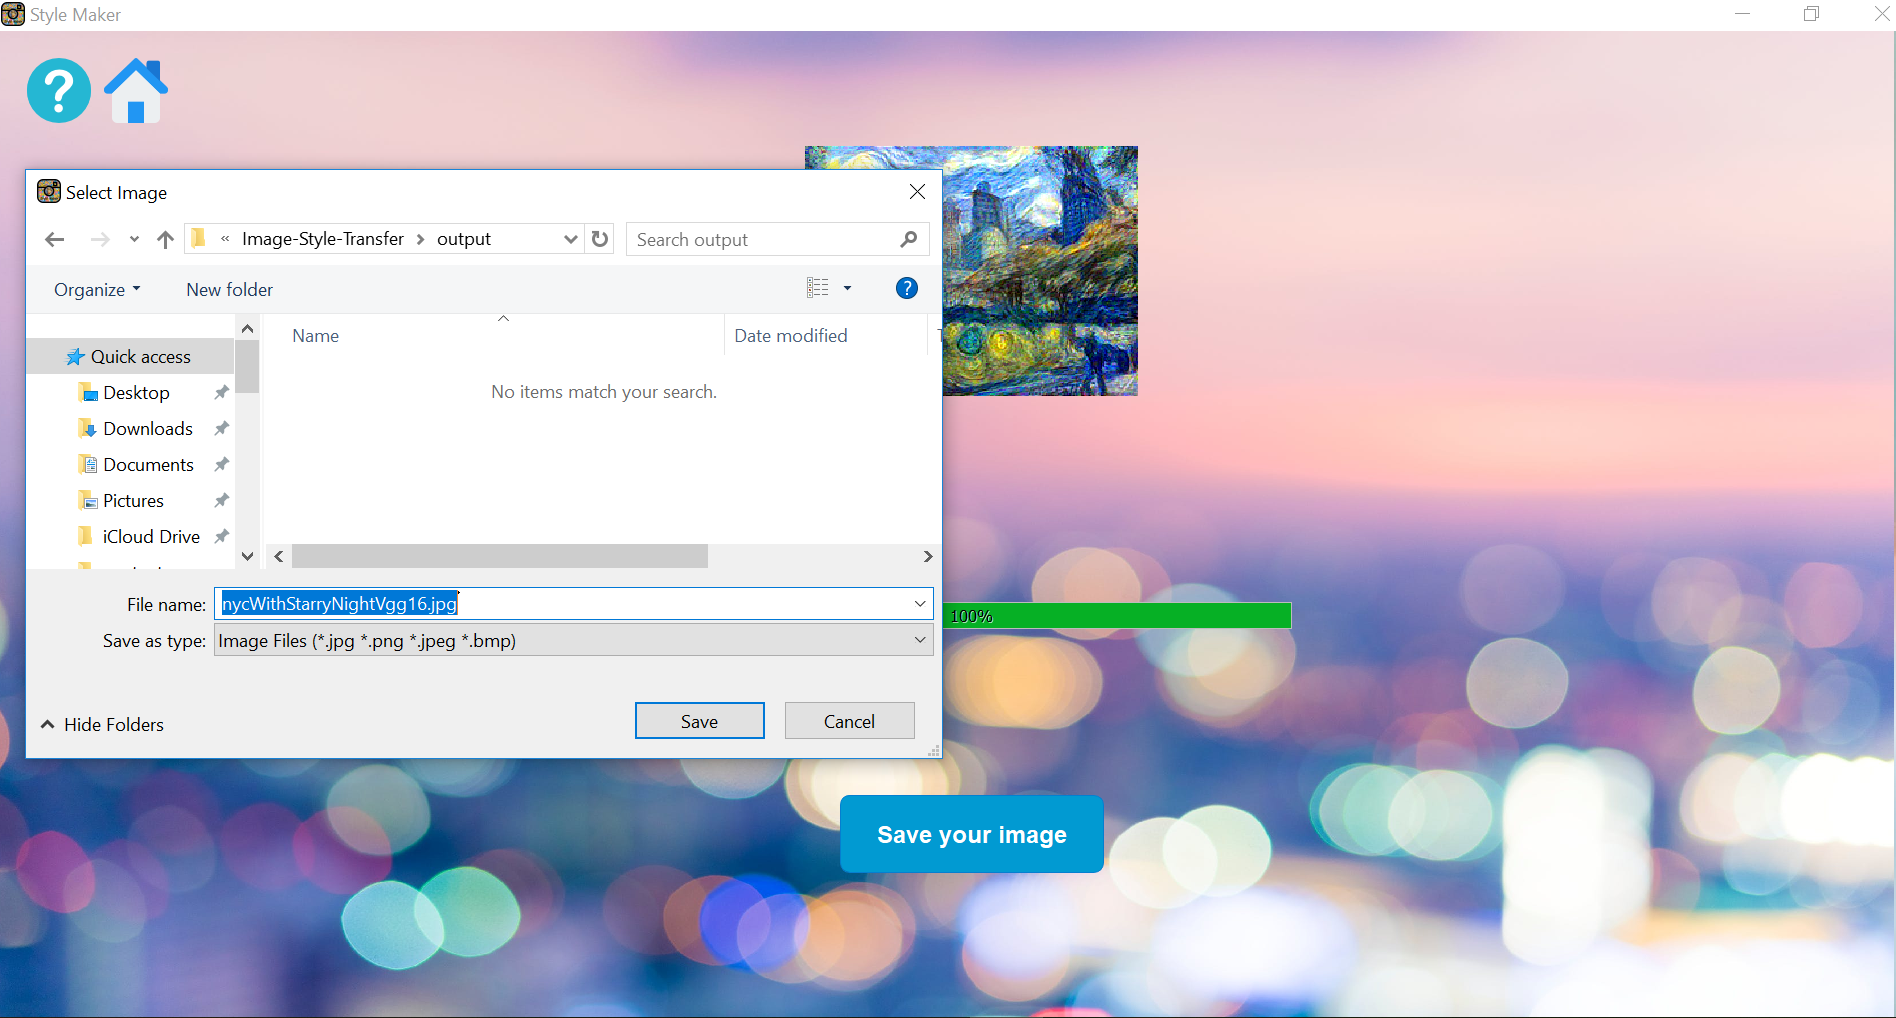 Style Maker
?
Select Image
« Image-Style-Transfer > output
Search output
Organize
New folder
?
Name
Date modified
Quick access
No items match your search.
Desktop
Downloads
Documents
Pictures
iCloud Drive
File name: nycWithStarryNightVgg16.jpg
100%
Save as type: Image Files (*.jpg *.png *.jpeg *.bmp)
Hide Folders
Save
Cancel
Save your image